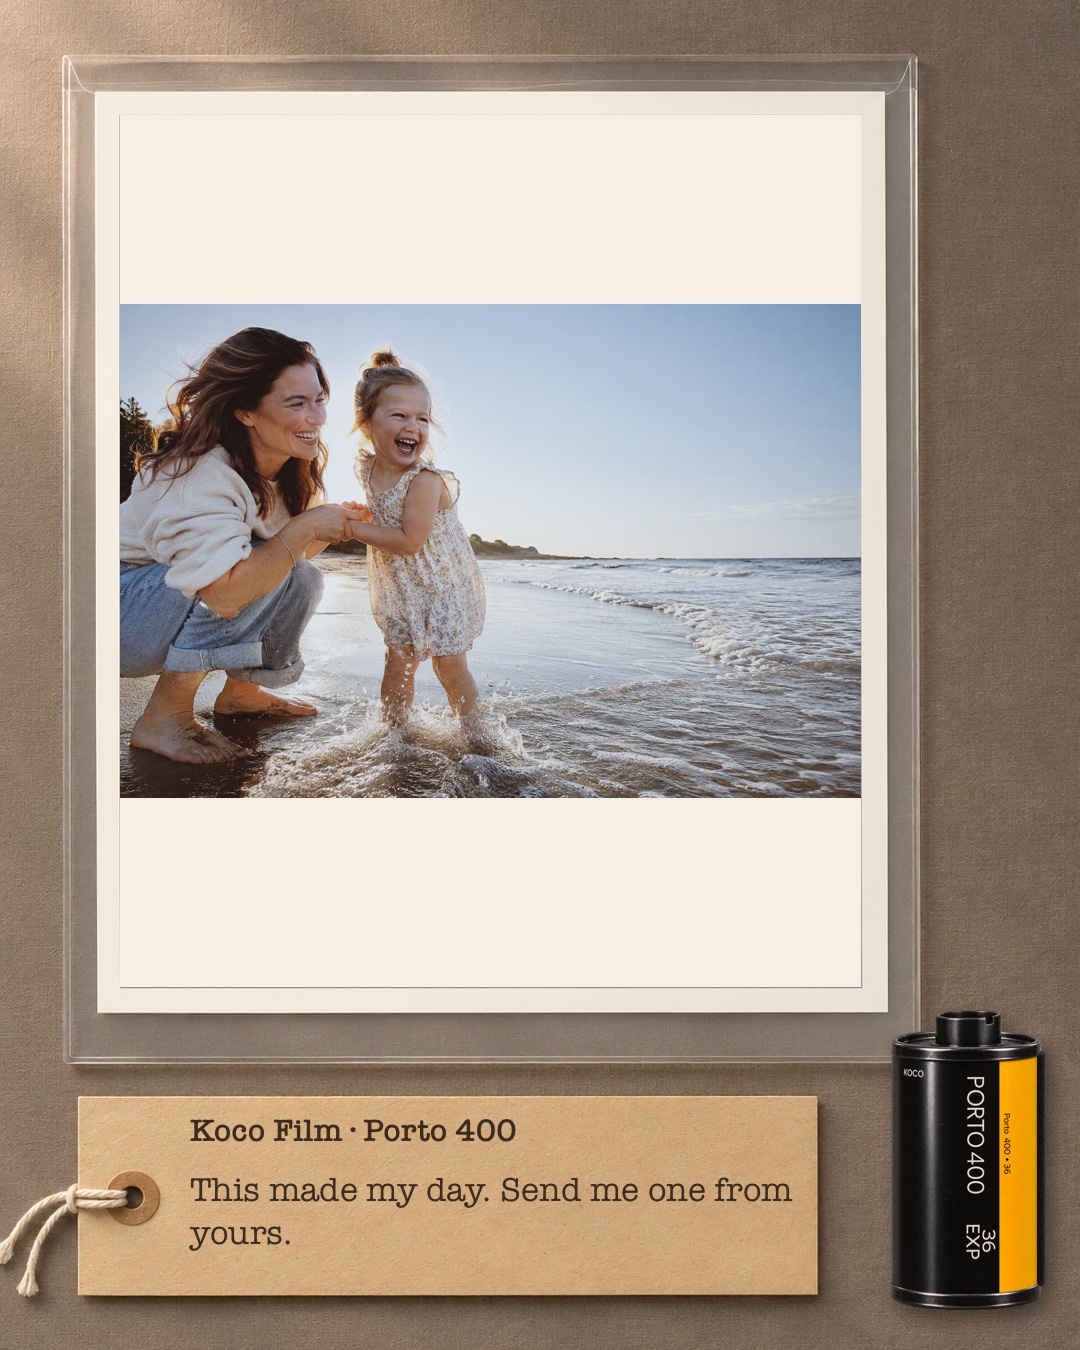 Koco Film · Porto 400
This made my day. Send me one from
yours.
KOCO
PORTO 400
36
EXP
Porto 400 • 36